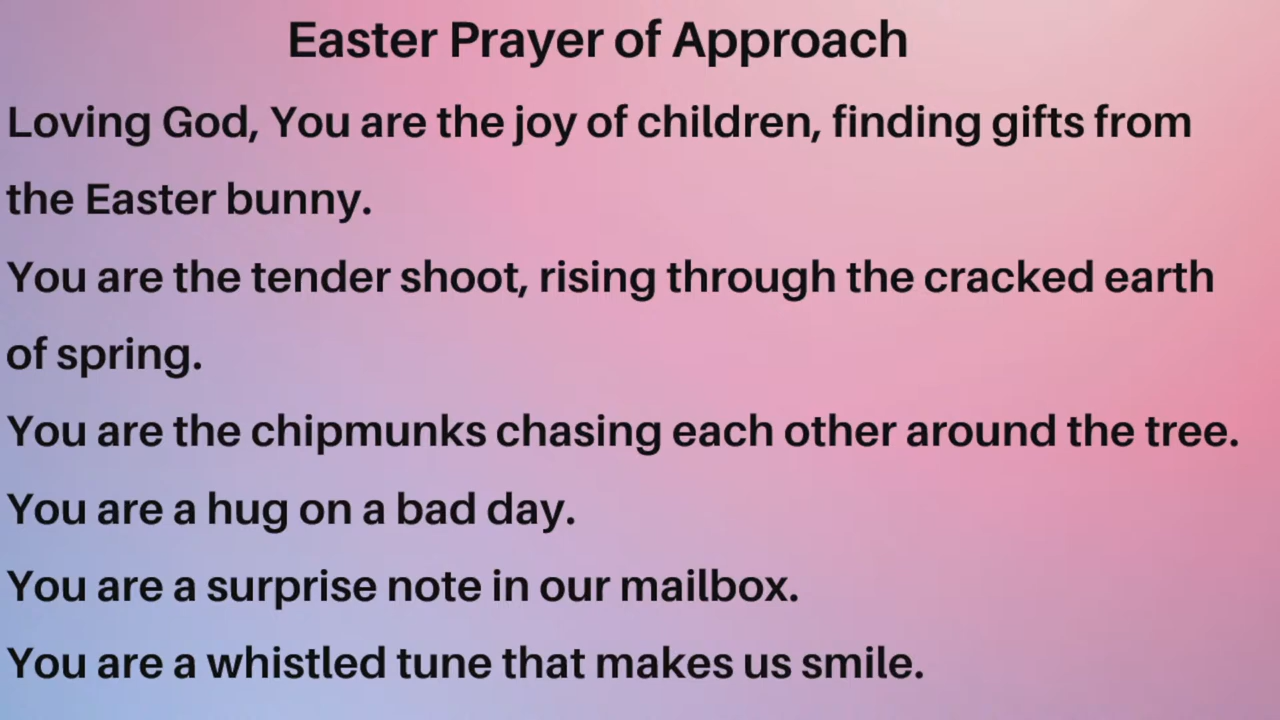 Easter Prayer of Approach
Loving God, You are the joy of children, finding gifts from
the Easter bunny.
You are the tender shoot, rising through the cracked earth
of spring.
You are the chipmunks chasing each other around the tree.
You are a hug on a bad day.
You are a surprise note in our mailbox.
You are a whistled tune that makes us smile.